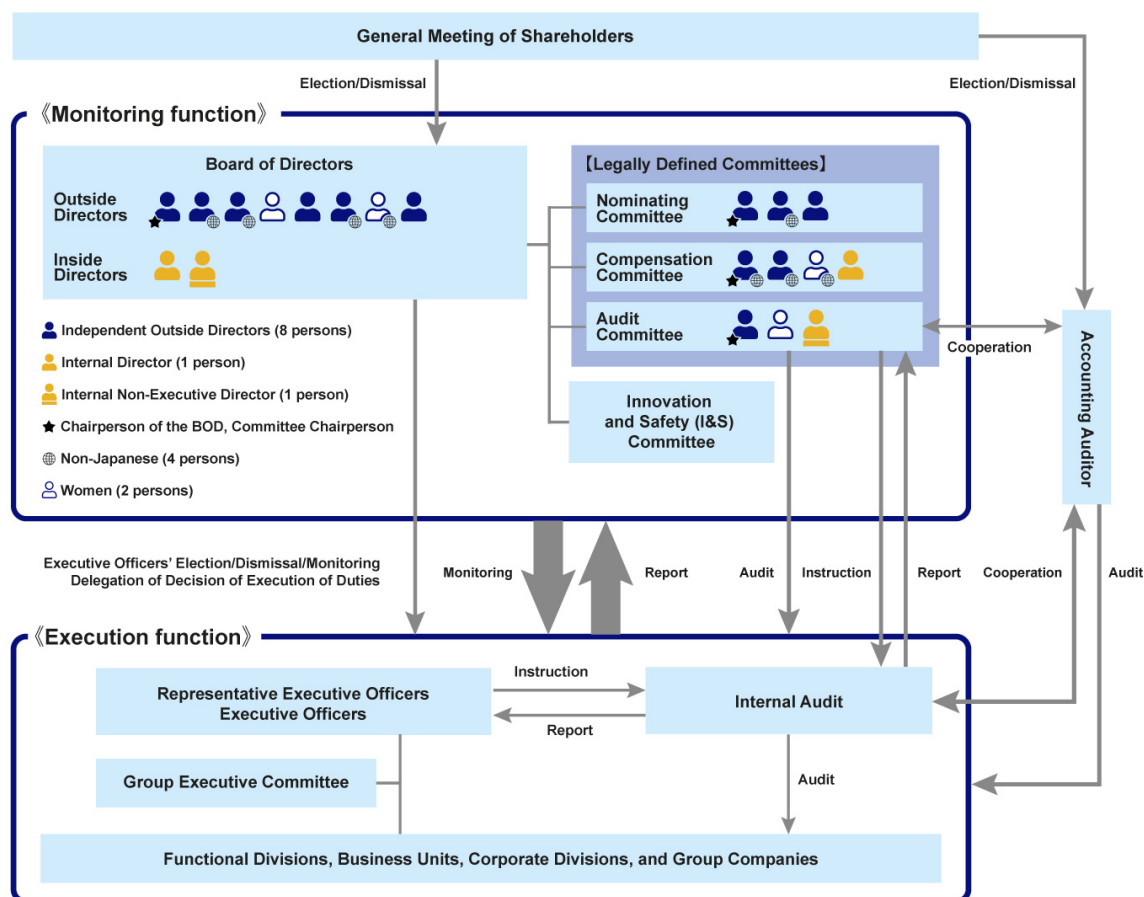 General Meeting of Shareholders
Election/Dismissal
Election/Dismissal
《Monitoring function》
Board of Directors
Outside
Directors
Inside
Directors
【Legally Defined Committees】
Nominating
Committee
Compensation
Committee
Audit
Committee
Innovation
and Safety (I&S)
Committee
Independent Outside Directors (8 persons)
Internal Director (1 person)
Internal Non-Executive Director (1 person)
Chairperson of the BOD, Committee Chairperson
Non-Japanese (4 persons)
Women (2 persons)
Cooperation
Accounting Auditor
Executive Officers' Election/Dismissal/Monitoring
Delegation of Decision of Execution of Duties
Monitoring
Report
Audit
Instruction
Report
Cooperation
Audit
《Execution function》
Representative Executive Officers
Executive Officers
Instruction
Report
Internal Audit
Group Executive Committee
Audit
Functional Divisions, Business Units, Corporate Divisions, and Group Companies